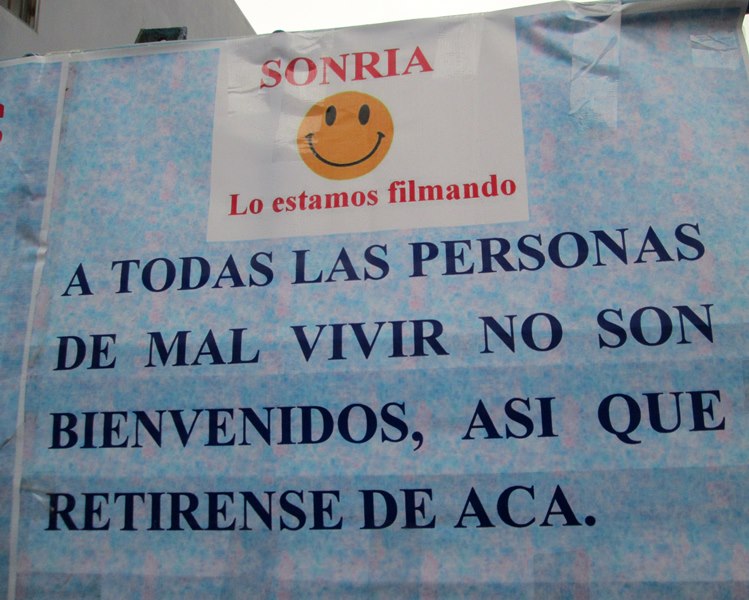 SONRIA
Lo estamos filmando
A TODAS LAS PERSONAS
DE MAL VIVIR NO SON
BIENVENIDOS, ASI QUE
RETIRENSE DE ACA.